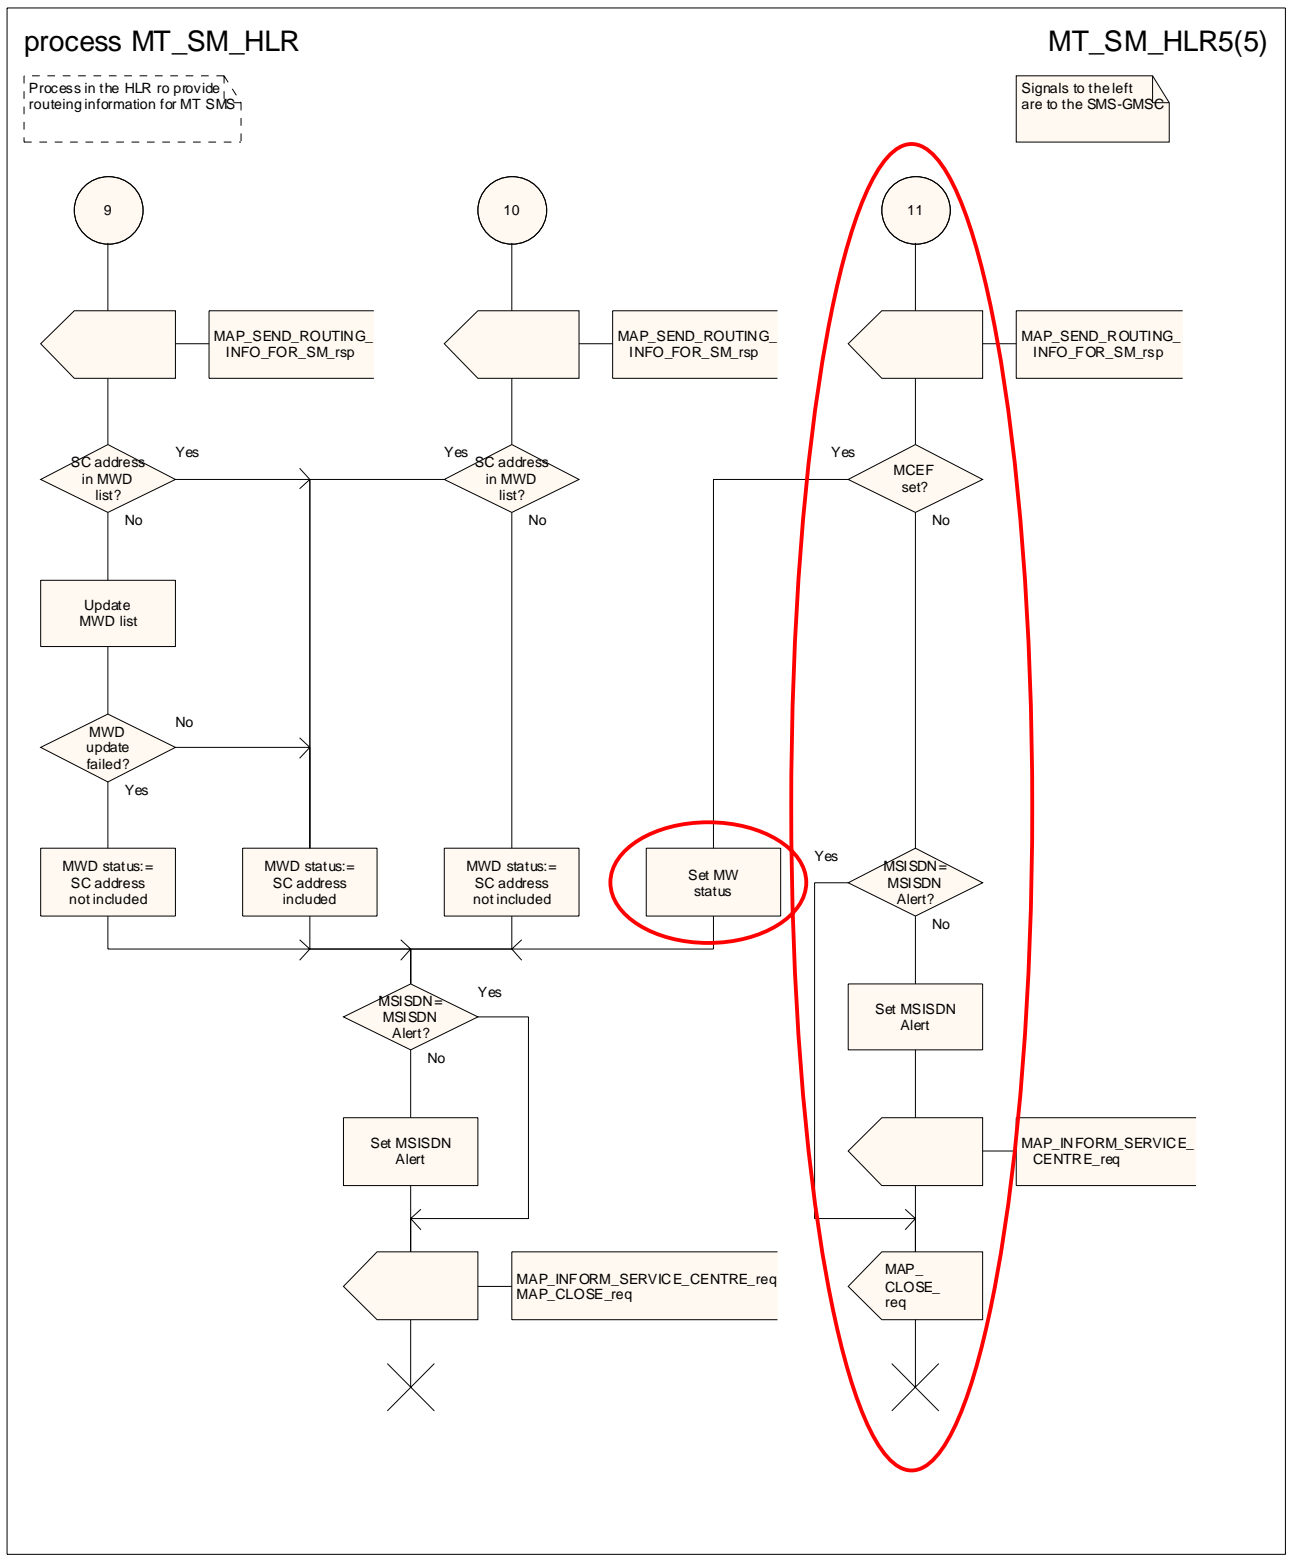 process MT_SM_HLR
MT_SM_HLR5(5)
Process in the HLR ro provide
routeing information for MT SMS
Signals to the left
are to the SMS-GMSC
9
10
11
MAP_SEND_ROUTING_
INFO_FOR_SM_rsp
MAP_SEND_ROUTING_
INFO_FOR_SM_rsp
MAP_SEND_ROUTING_
INFO_FOR_SM_rsp
SC address
in MWD
list?
Yes
No
Yes
SC address
in MWD
list?
No
Yes
MCEF
set?
No
Update
MWD list
MWD
update
failed?
No
Yes
MWD status:=
SC address
not included
MWD status:=
SC address
included
MWD status:=
SC address
not included
Set MW
status
Yes
MSISDN=
MSISDN
Alert?
No
MSISDN=
MSISDN
Alert?
Yes
No
Set MSISDN
Alert
Set MSISDN
Alert
MAP_INFORM_SERVICE_
CENTRE_req
MAP_INFORM_SERVICE_CENTRE_req
MAP_CLOSE_req
MAP_
CLOSE_
req